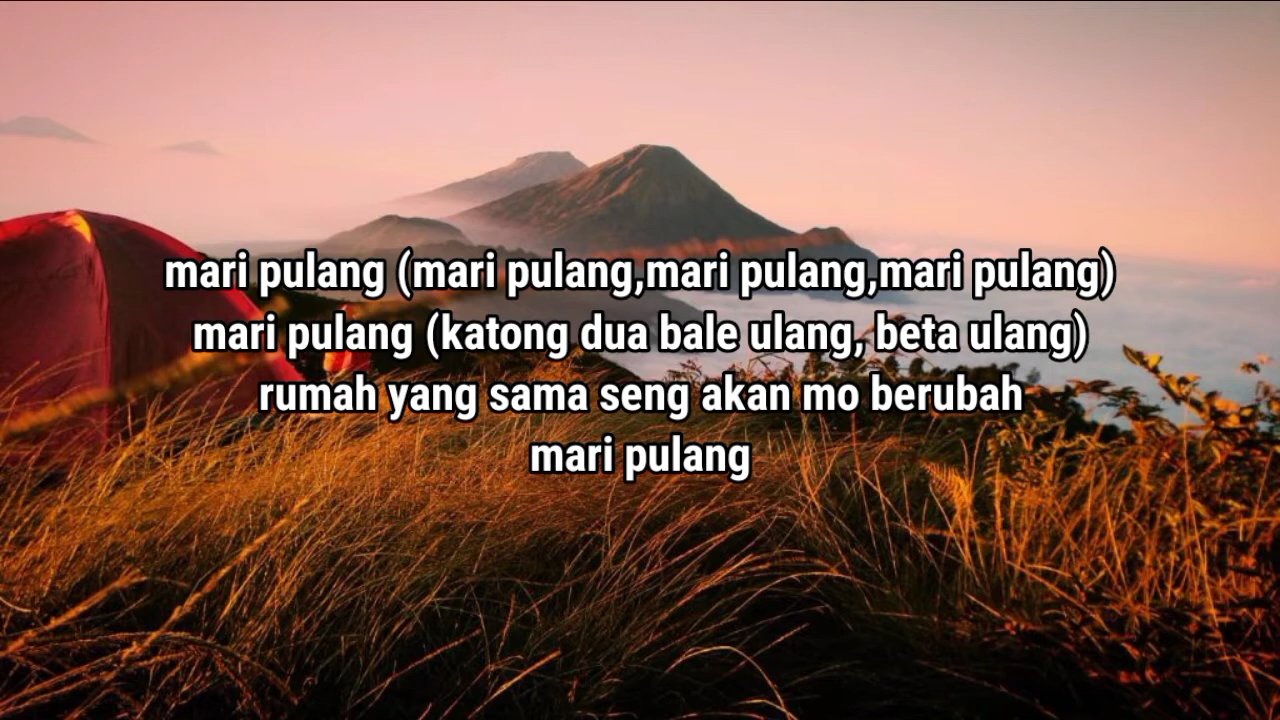 mari pulang (mari pulang,mari pulang,mari pulang)
mari pulang (katong dua bale ulang, beta ulang)
rumah yang sama seng akan mo berubah
mari pulang